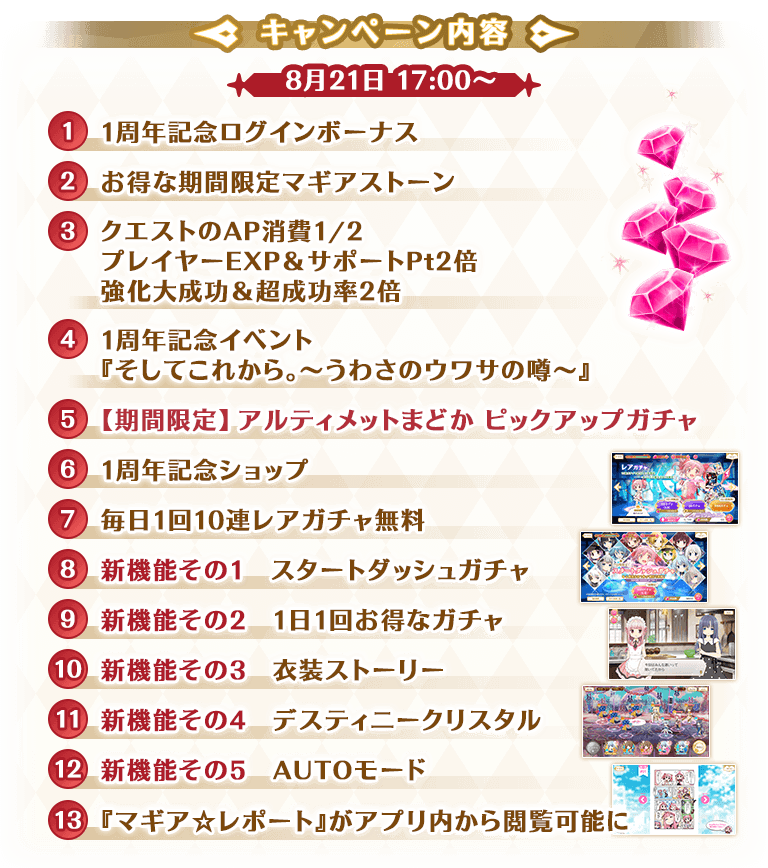 キャンペーン内容
8月21日 17:00～
1 1周年記念ログインボーナス
2 お得な期間限定マギアストーン
3 クエストのAP消費1/2
プレイヤーEXP＆サポートPt2倍
強化大成功＆超成功率2倍
4 1周年記念イベント
『そしてこれから。～うわさのウワサの噂～』
5 【期間限定】アルティメットまどか ピックアップガチャ
6 1周年記念ショップ
レアガチャ
7 毎日1回10連レアガチャ無料
8 新機能その1 スタートダッシュガチャ
9 新機能その2 1日1回お得なガチャ
10 新機能その3 衣装ストーリー
11 新機能その4 デスティニークリスタル
12 新機能その5 AUTOモード
13 『マギア☆レポート』がアプリ内から閲覧可能に